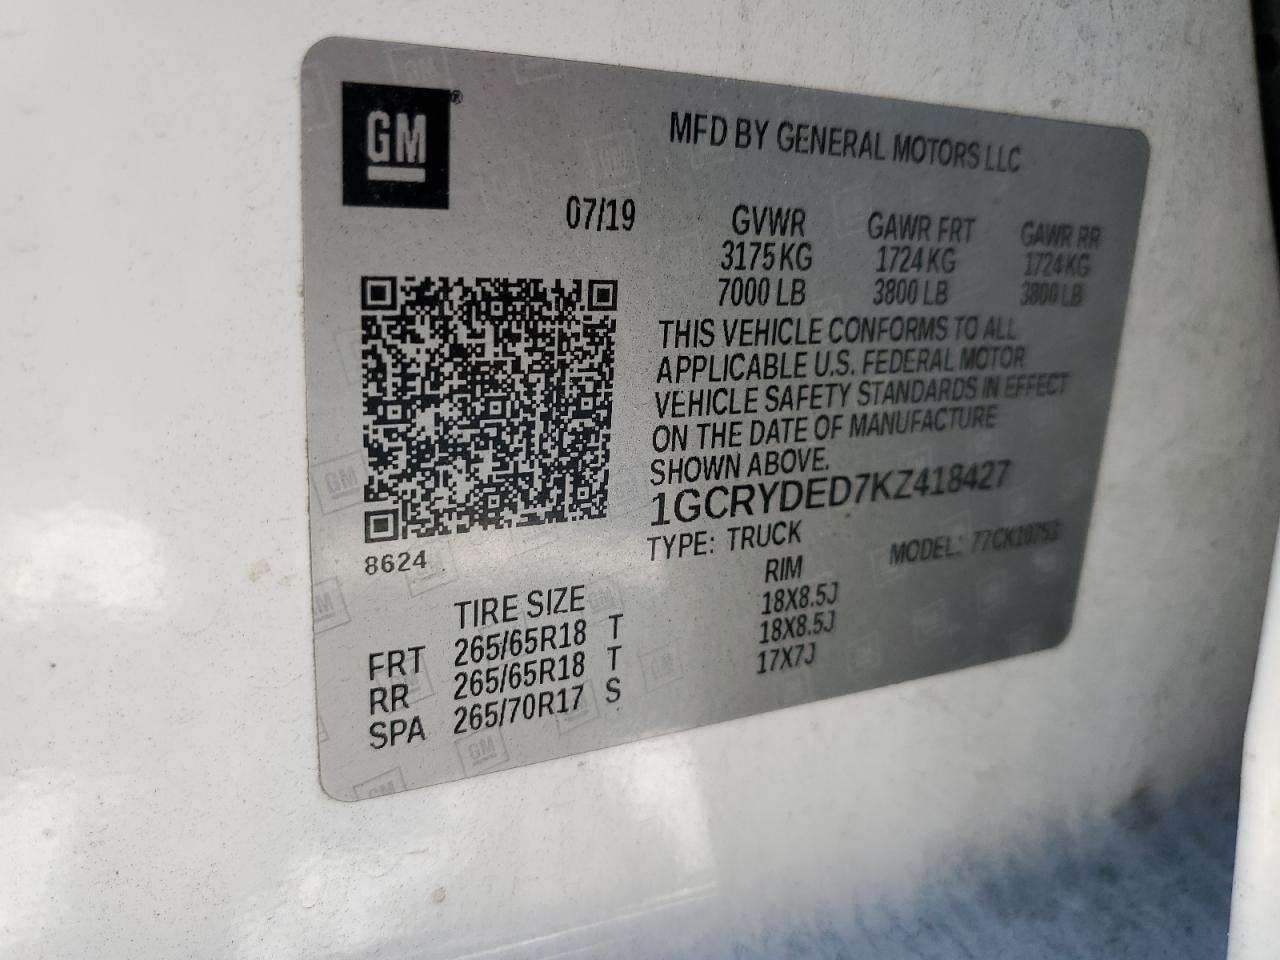 GM®
MFD BY GENERAL MOTORS LLC
07/19
GVWR GAWR FRT GAWR RR
3175 KG 1724 KG 1724 KG
7000 LB 3800 LB 3800 LB
THIS VEHICLE CONFORMS TO ALL
APPLICABLE U.S. FEDERAL MOTOR
VEHICLE SAFETY STANDARDS IN EFFECT
ON THE DATE OF MANUFACTURE
SHOWN ABOVE.
1GCRYDED7KZ418427
TYPE: TRUCK MODEL: 77CK10753
8624
TIRE SIZE RIM
FRT 265/65R18 T 18X8.5J
RR 265/65R18 T 18X8.5J
SPA 265/70R17 S 17X7J